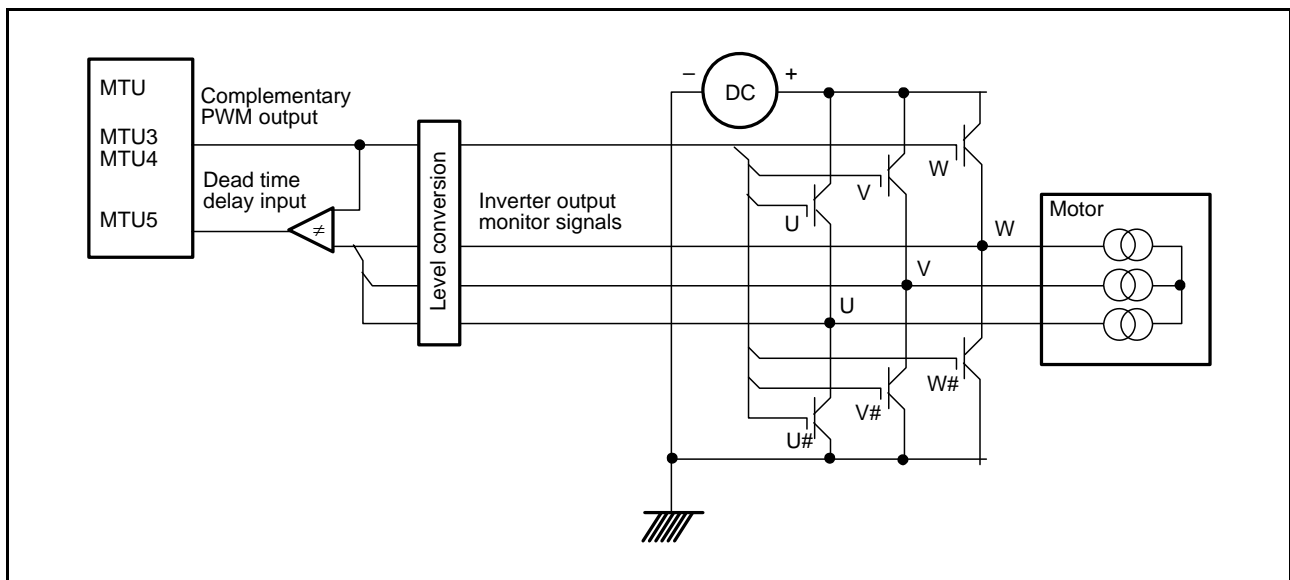 MTU
MTU3
MTU4
MTU5
Complementary
PWM output
Dead time
delay input
≠
Level conversion
Inverter output
monitor signals
– DC +
W
V
U
W
V
U
W#
V#
U#
Motor